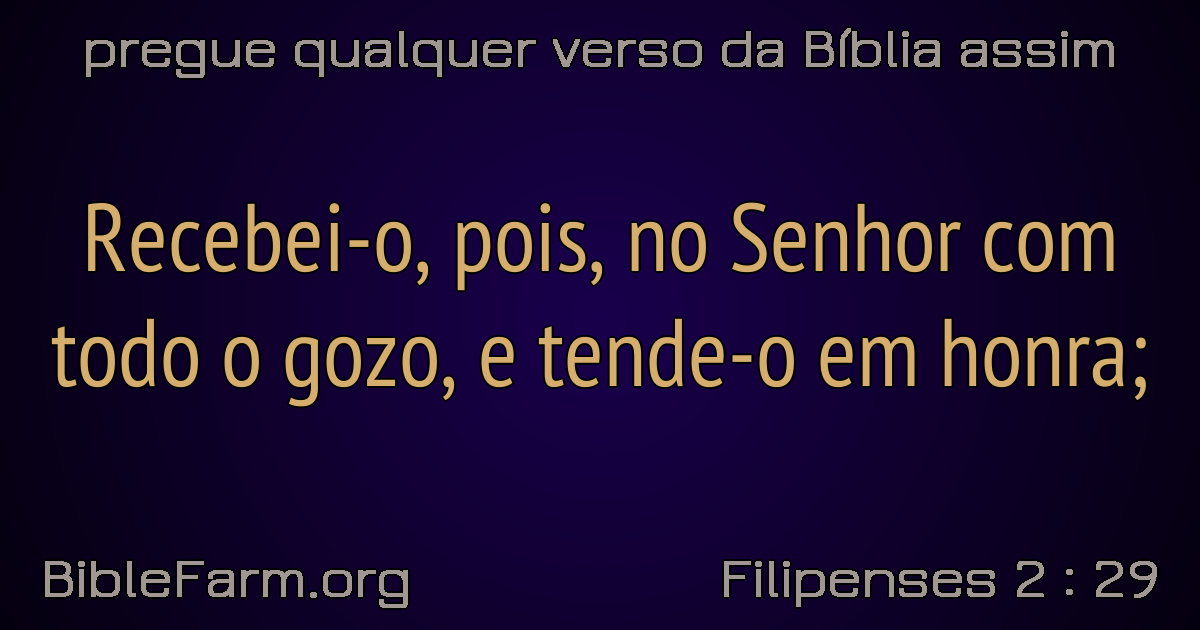 pregue qualquer verso da Bíblia assim
Recebei-o, pois, no Senhor com
todo o gozo, e tende-o em honra;
BibleFarm.org
Filipenses 2 : 29